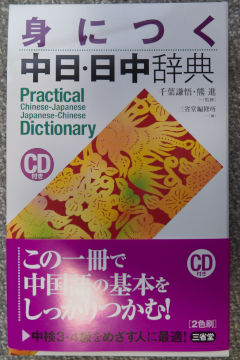 身につく
中日·日中辞典
Practical
Chinese-Japanese
Japanese-Chinese
Dictionary
千葉謙悟·熊 進
[監修]
三省堂編修所
[編]
CD
付き
この一冊で
中国語の基本を
しっかりつかむ!
CD
付き
[2色刷]
▶中検3·4級をめざす人に最適!
三省堂